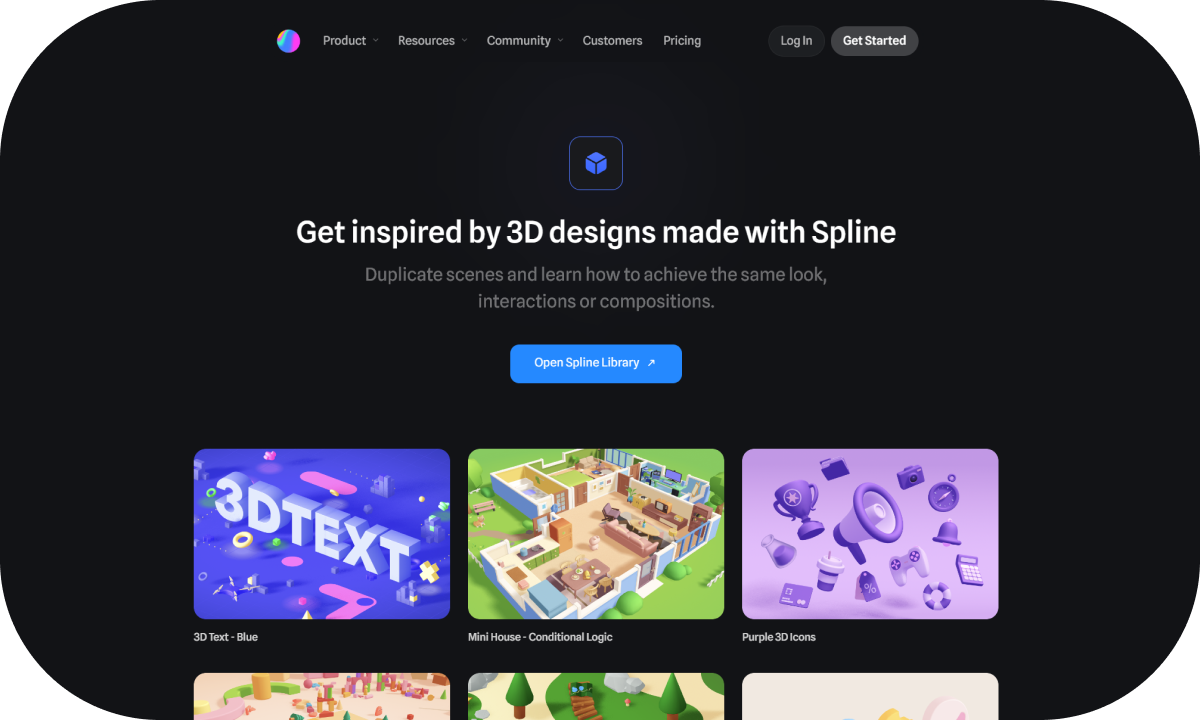 Product
Resources
Community
Customers
Pricing
Log In
Get Started
Get inspired by 3D designs made with Spline
Duplicate scenes and learn how to achieve the same look,
interactions or compositions.
Open Spline Library ↗
3DTEXT
%
3D Text - Blue
Mini House - Conditional Logic
Purple 3D Icons